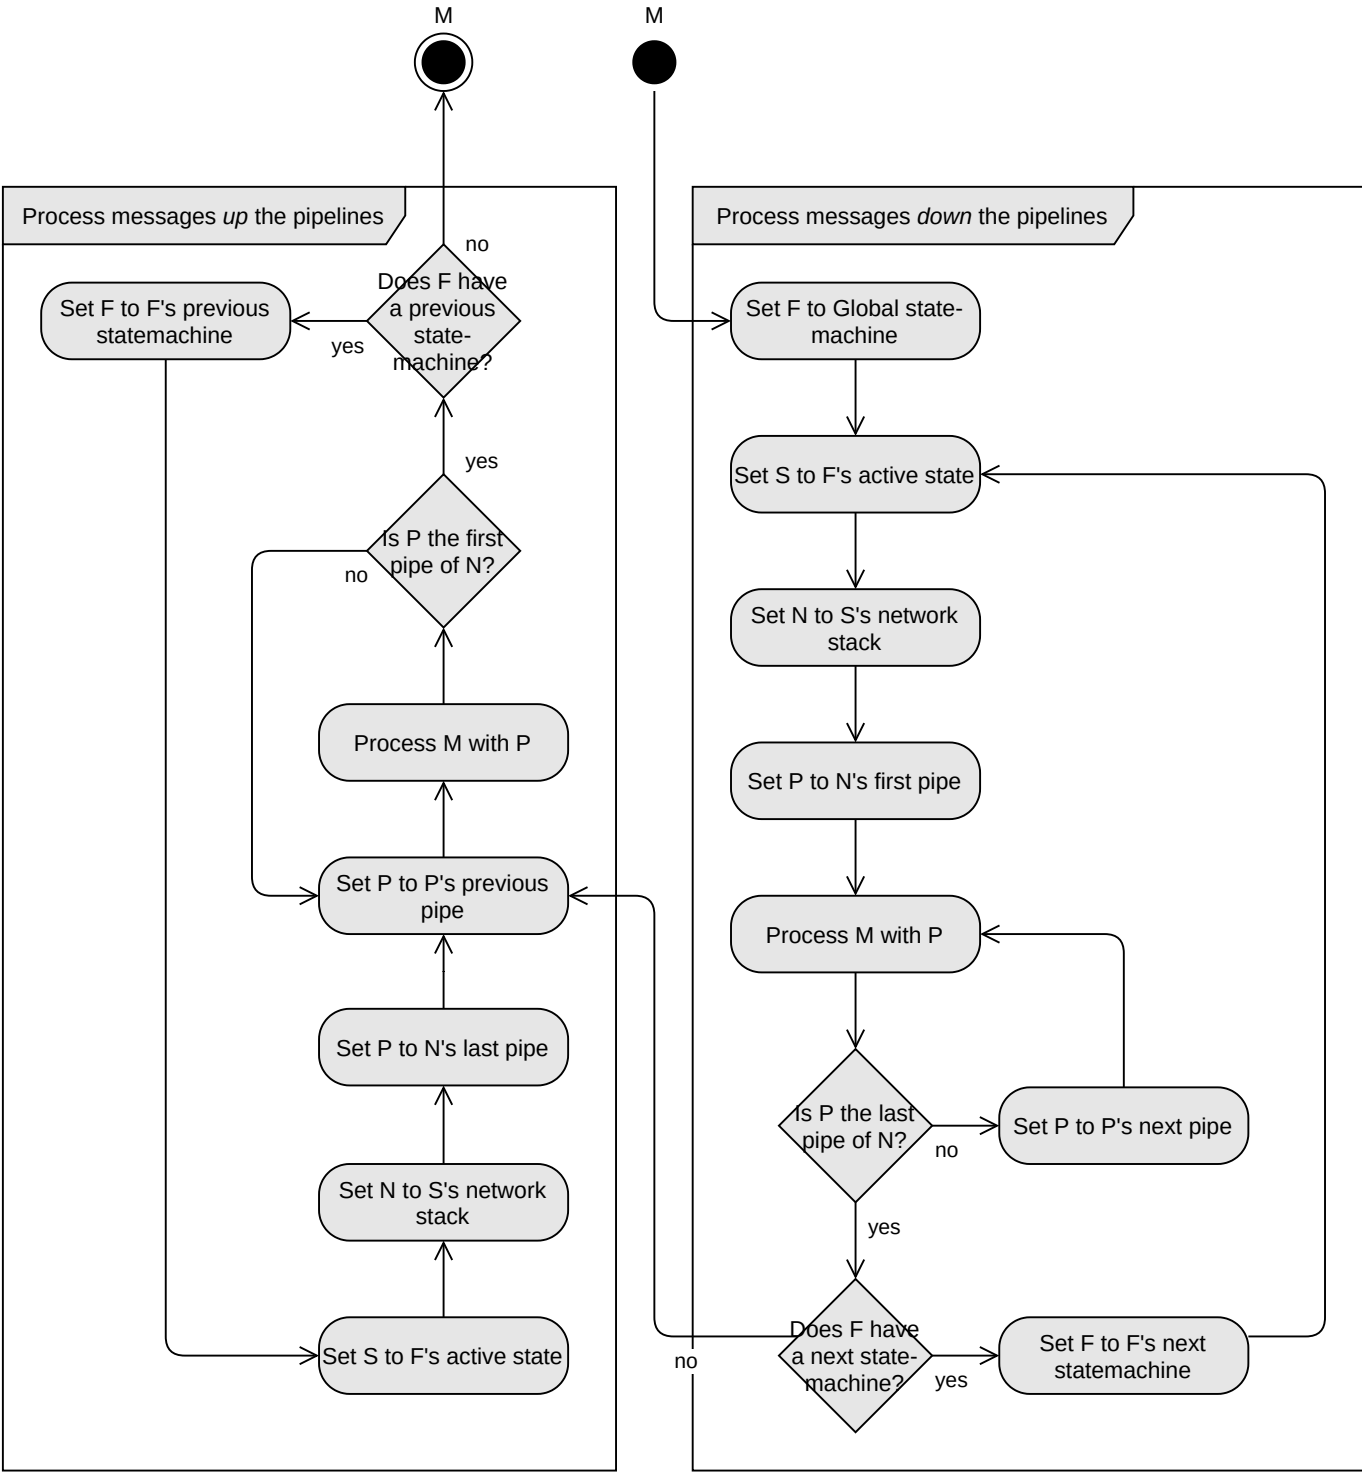 M
M
Process messages up the pipelines
no
Does F have
a previous
state-
machine?
Set F to F's previous
statemachine
yes
yes
Is P the first
pipe of N?
no
Process M with P
Set P to P's previous
pipe
Set P to N's last pipe
Set N to S's network
stack
Set S to F's active state
Process messages down the pipelines
Set F to Global state-
machine
Set S to F's active state
Set N to S's network
stack
Set P to N's first pipe
Process M with P
Is P the last
pipe of N?
no
Set P to P's next pipe
yes
Does F have
a next state-
machine?
no
yes
Set F to F's next
statemachine